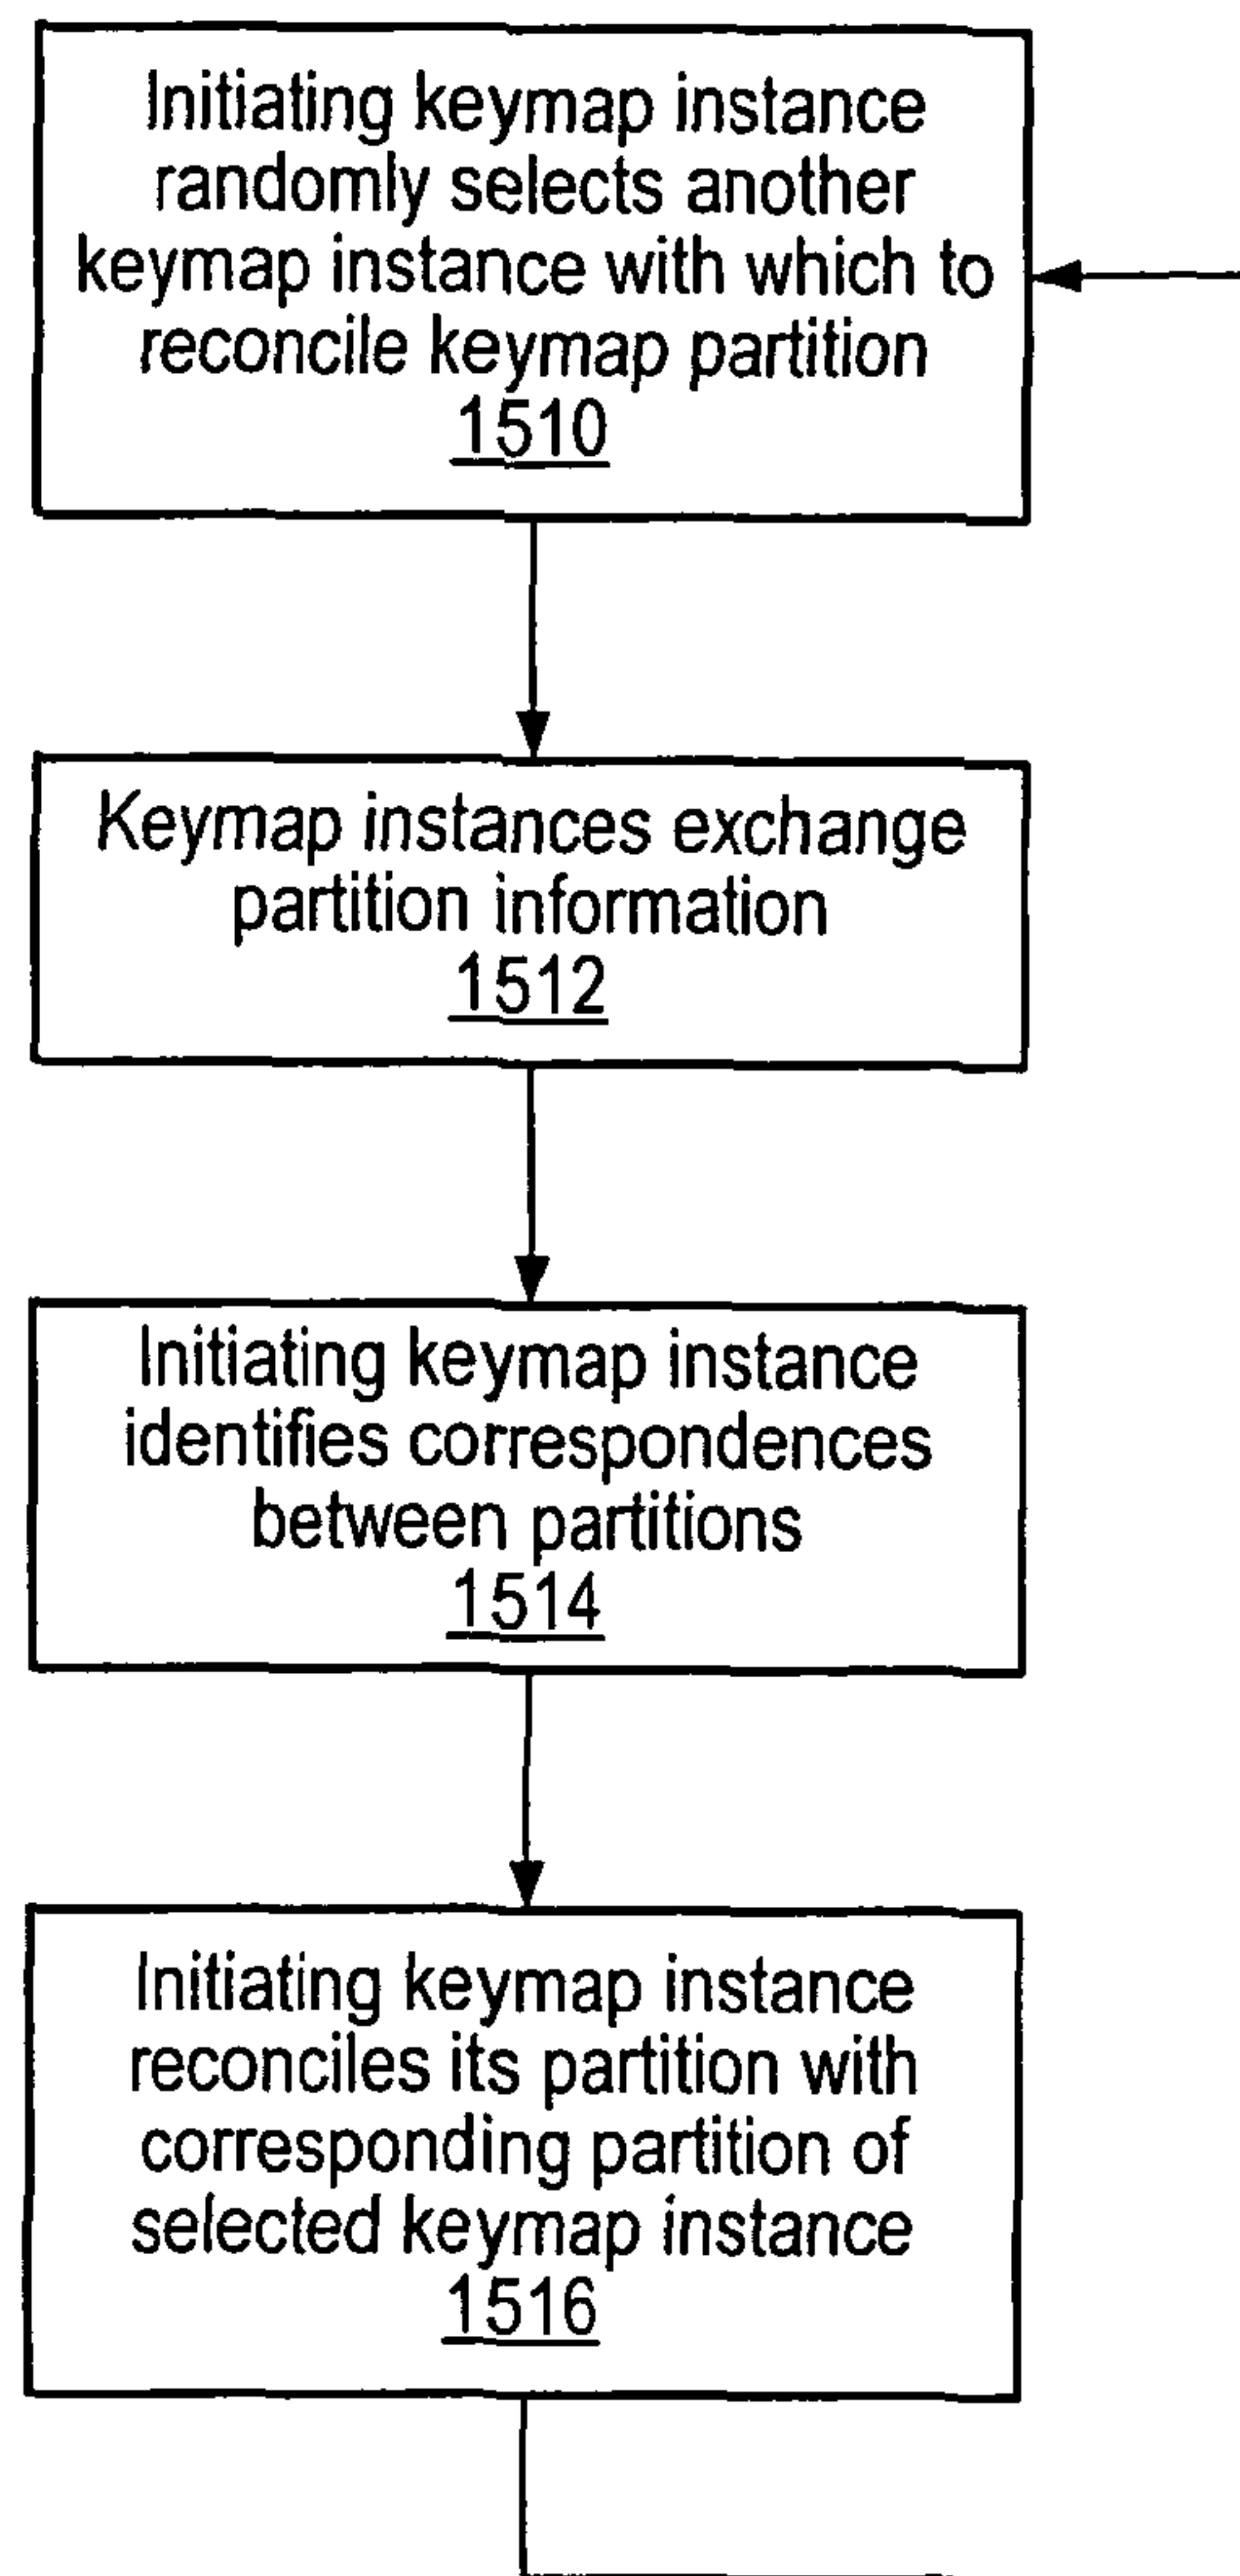 Initiating keymap instance
randomly selects another
keymap instance with which to
reconcile keymap partition
1510
Keymap instances exchange
partition information
1512
Initiating keymap instance
identifies correspondences
between partitions
1514
Initiating keymap instance
reconciles its partition with
corresponding partition of
selected keymap instance
1516